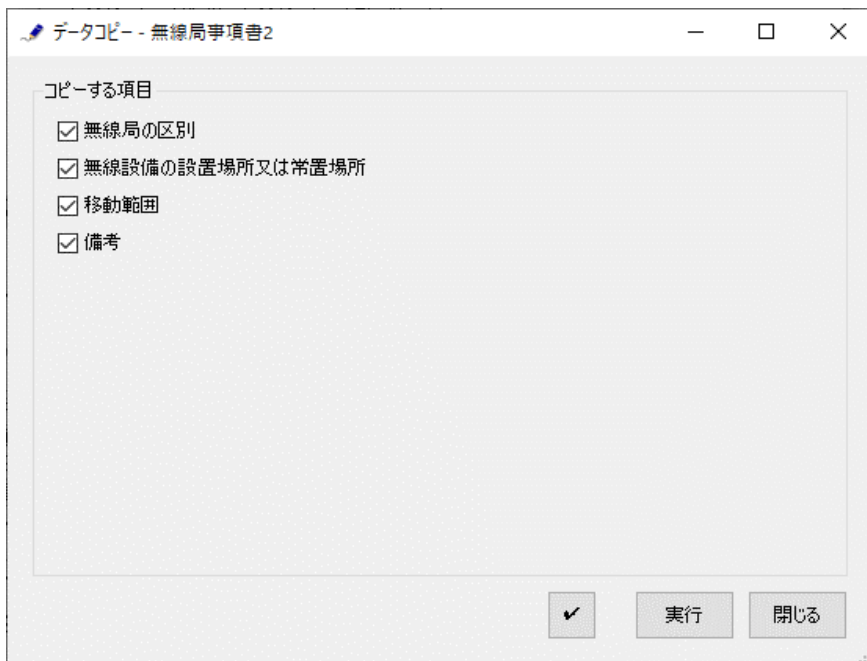 データコピー - 無線局事項書2
コピーする項目
無線局の区別
無線設備の設置場所又は常置場所
移動範囲
備考
実行
閉じる